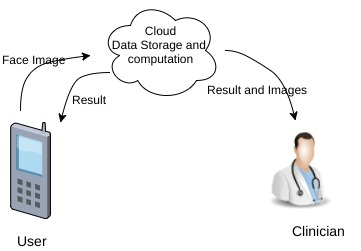 Cloud
Data Storage and
computation
Face Image
Result
Result and Images
User
Clinician